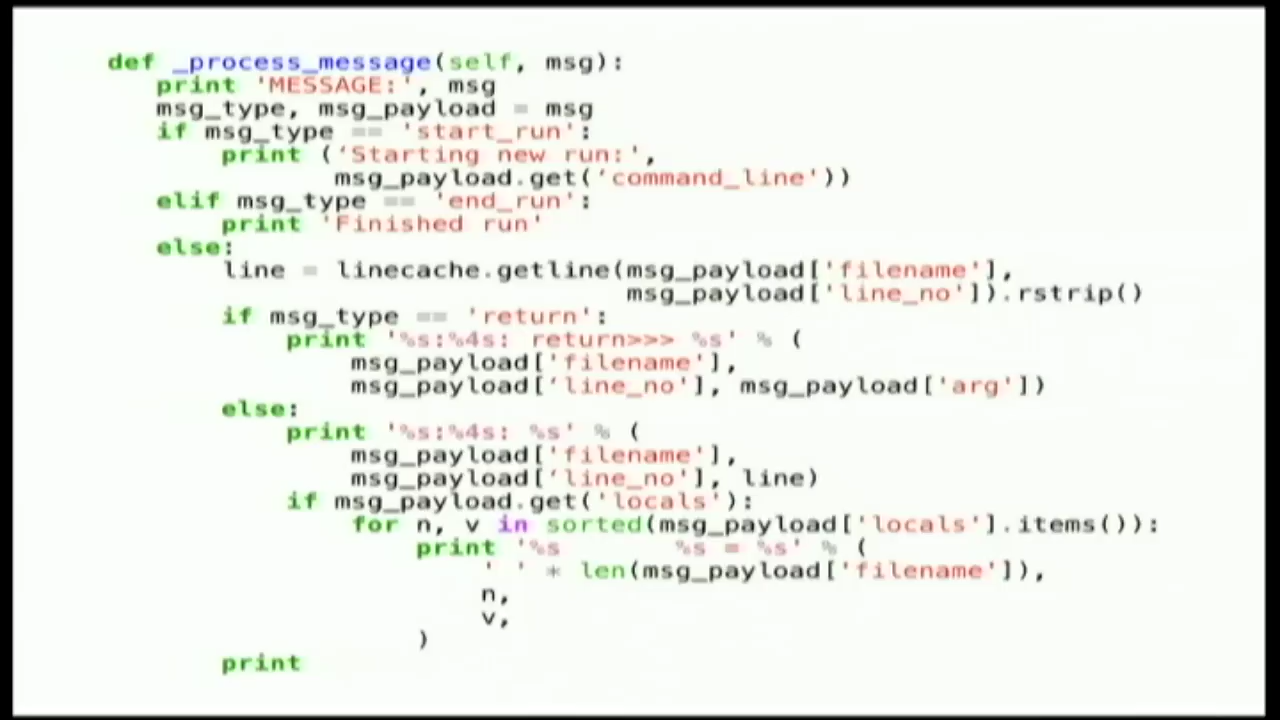 def _process_message(self, msg):
    print 'MESSAGE:', msg
    msg_type, msg_payload = msg
    if msg_type == 'start_run':
        print ('Starting new run:',
               msg_payload.get('command_line'))
    elif msg_type == 'end_run':
        print 'Finished run'
    else:
        line = linecache.getline(msg_payload['filename'],
                                 msg_payload['line_no']).rstrip()
        if msg_type == 'return':
            print '%s:%4s: return>>> %s' % (
                msg_payload['filename'],
                msg_payload['line_no'], msg_payload['arg'])
        else:
            print '%s:%4s: %s' % (
                msg_payload['filename'],
                msg_payload['line_no'], line)
            if msg_payload.get('locals'):
                for n, v in sorted(msg_payload['locals'].items()):
                    print '%s       %s = %s' % (
                        ' ' * len(msg_payload['filename']),
                        n,
                        v,
                    )
        print